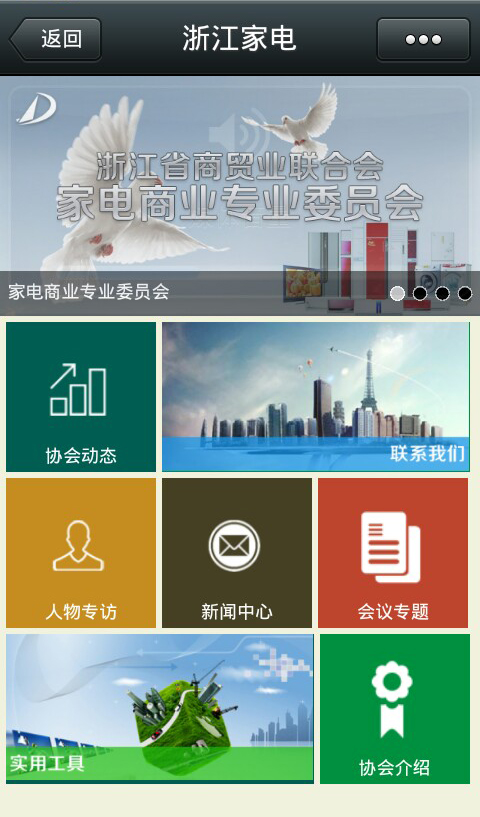 返回
浙江家电
浙江省商贸业联合会
家电商业专业委员会
家电商业专业委员会
协会动态
联系我们
人物专访
新闻中心
会议专题
实用工具
协会介绍